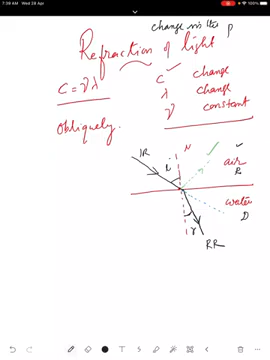 7:39 AM Wed 28 Apr
change in the p
Refraction of light
C = νλ
C change
λ change
ν constant
obliquely.
IR
i
N
air
R
water
D
r
RR